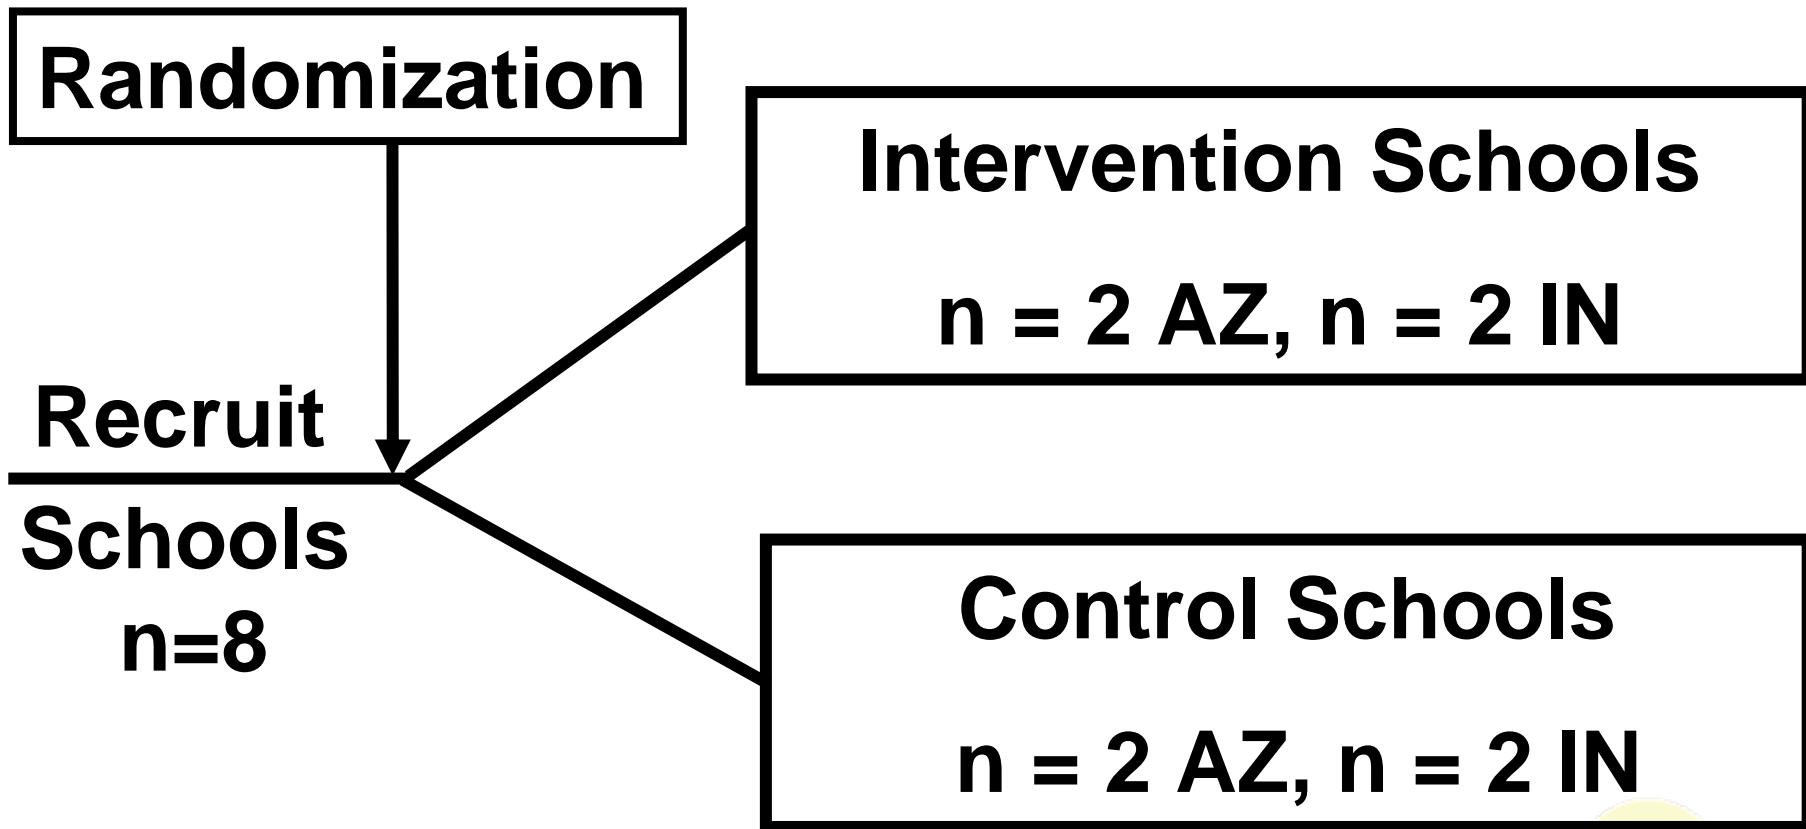 Randomization
Intervention Schools
n = 2 AZ, n = 2 IN
Recruit
Schools
n=8
Control Schools
n = 2 AZ, n = 2 IN